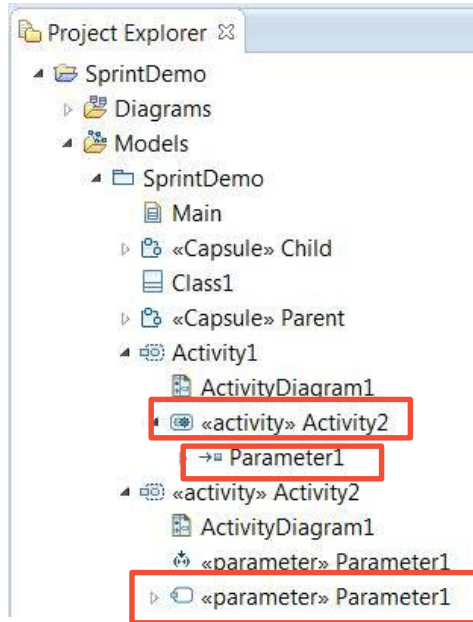 Project Explorer
SprintDemo
Diagrams
Models
SprintDemo
Main
«Capsule» Child
Class1
«Capsule» Parent
Activity1
ActivityDiagram1
«activity» Activity2
Parameter1
«activity» Activity2
ActivityDiagram1
«parameter» Parameter1
«parameter» Parameter1